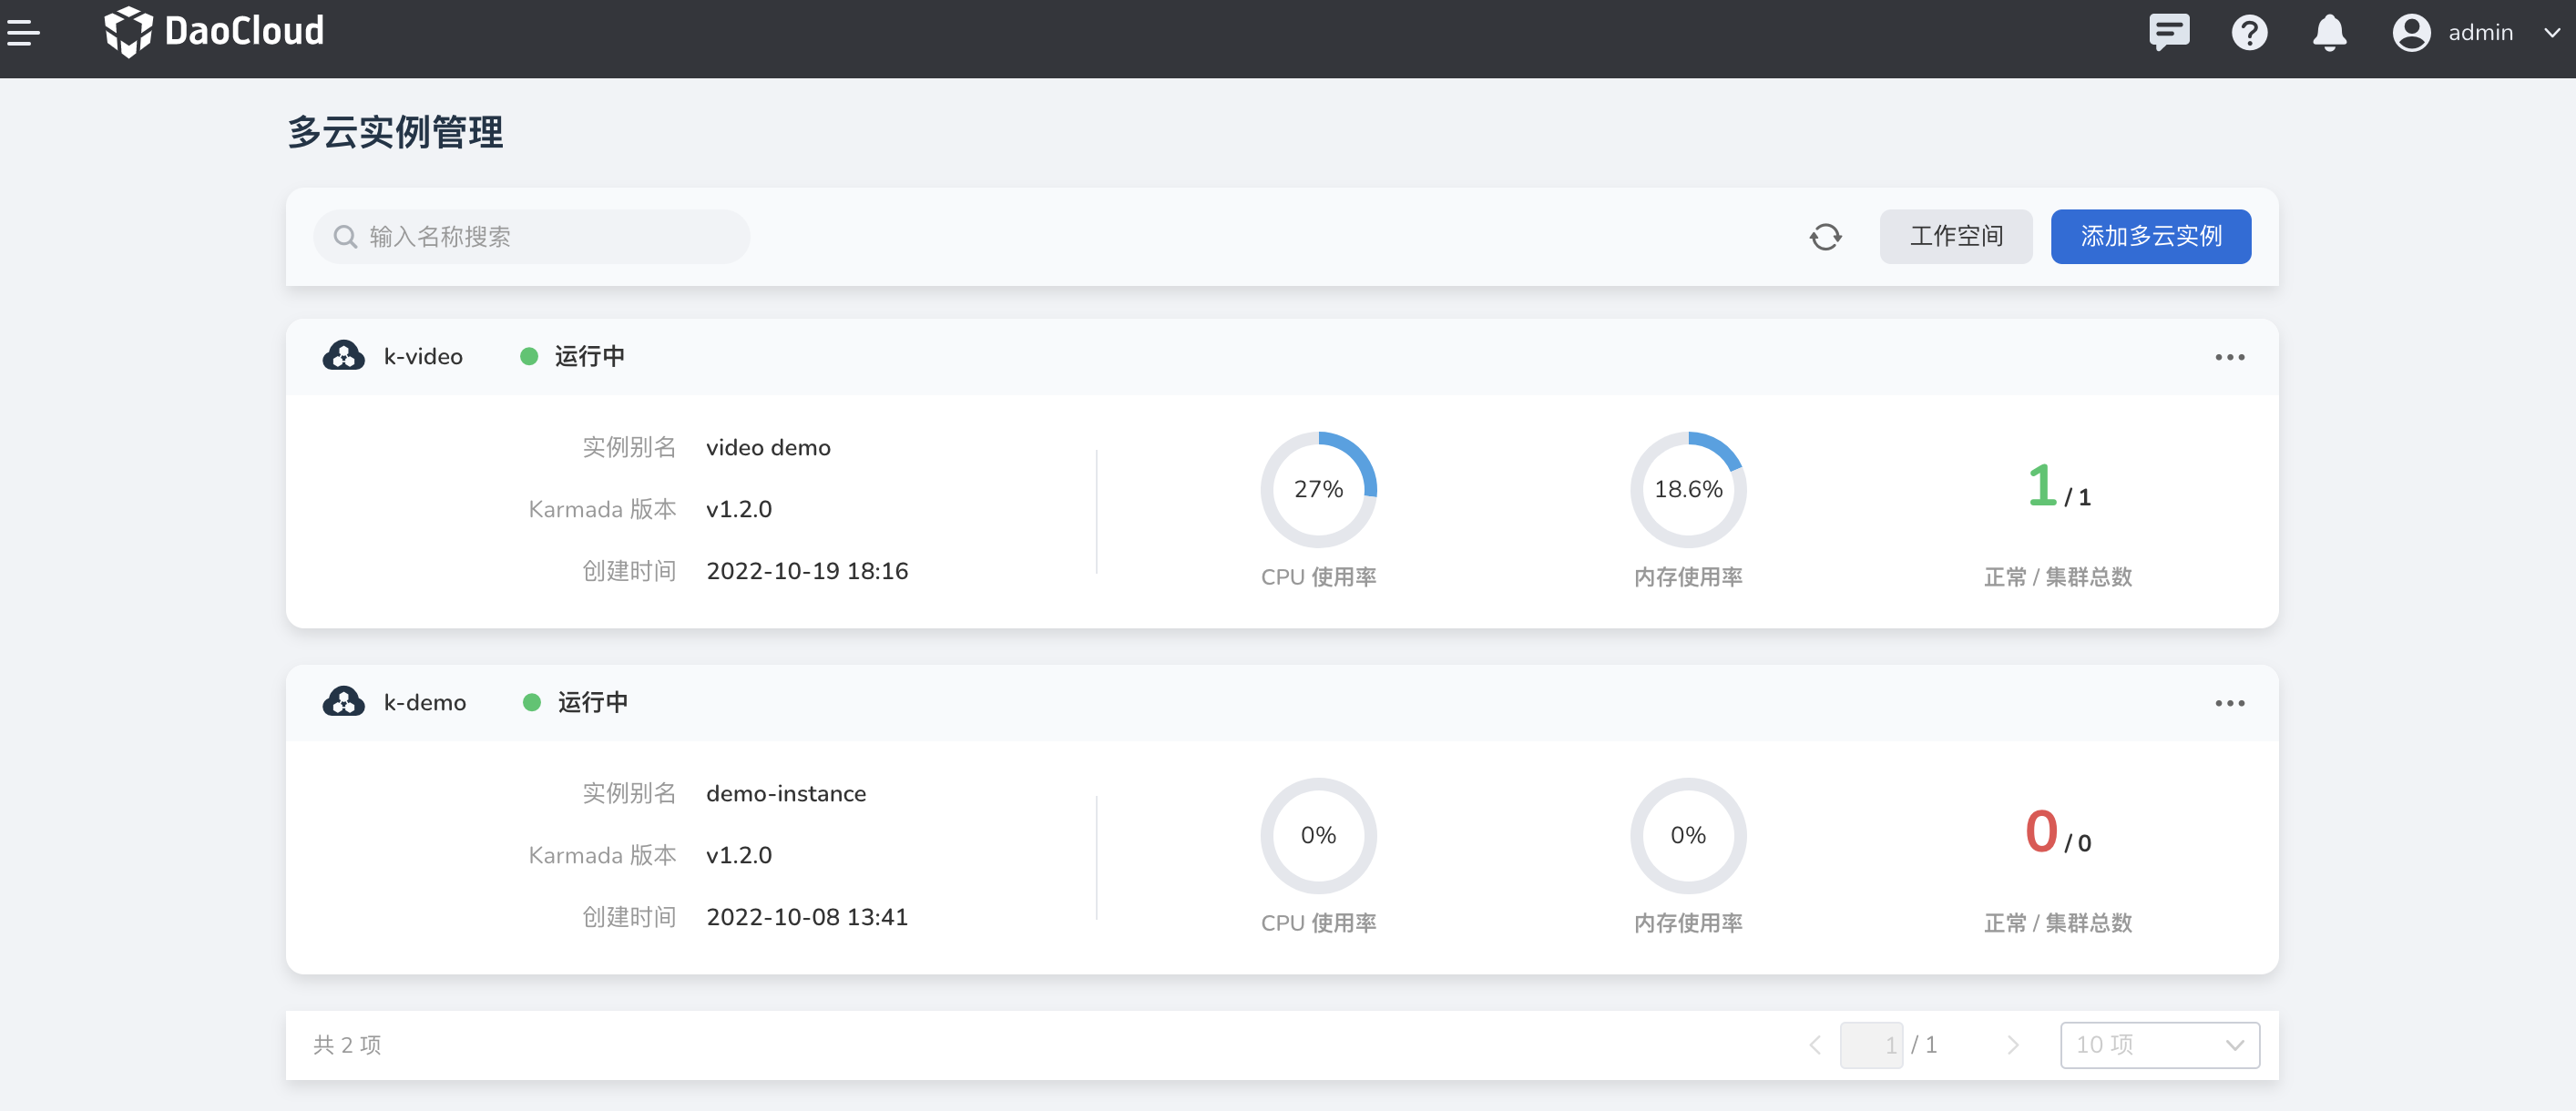 DaoCloud
admin
多云实例管理
输入名称搜索
工作空间
添加多云实例
k-video
运行中
实例别名 video demo
Karmada 版本 v1.2.0
创建时间 2022-10-19 18:16
27%
CPU 使用率
18.6%
内存使用率
1 / 1
正常 / 集群总数
k-demo
运行中
实例别名 demo-instance
Karmada 版本 v1.2.0
创建时间 2022-10-08 13:41
0%
CPU 使用率
0%
内存使用率
0 / 0
正常 / 集群总数
共 2 项
1 / 1
10 项